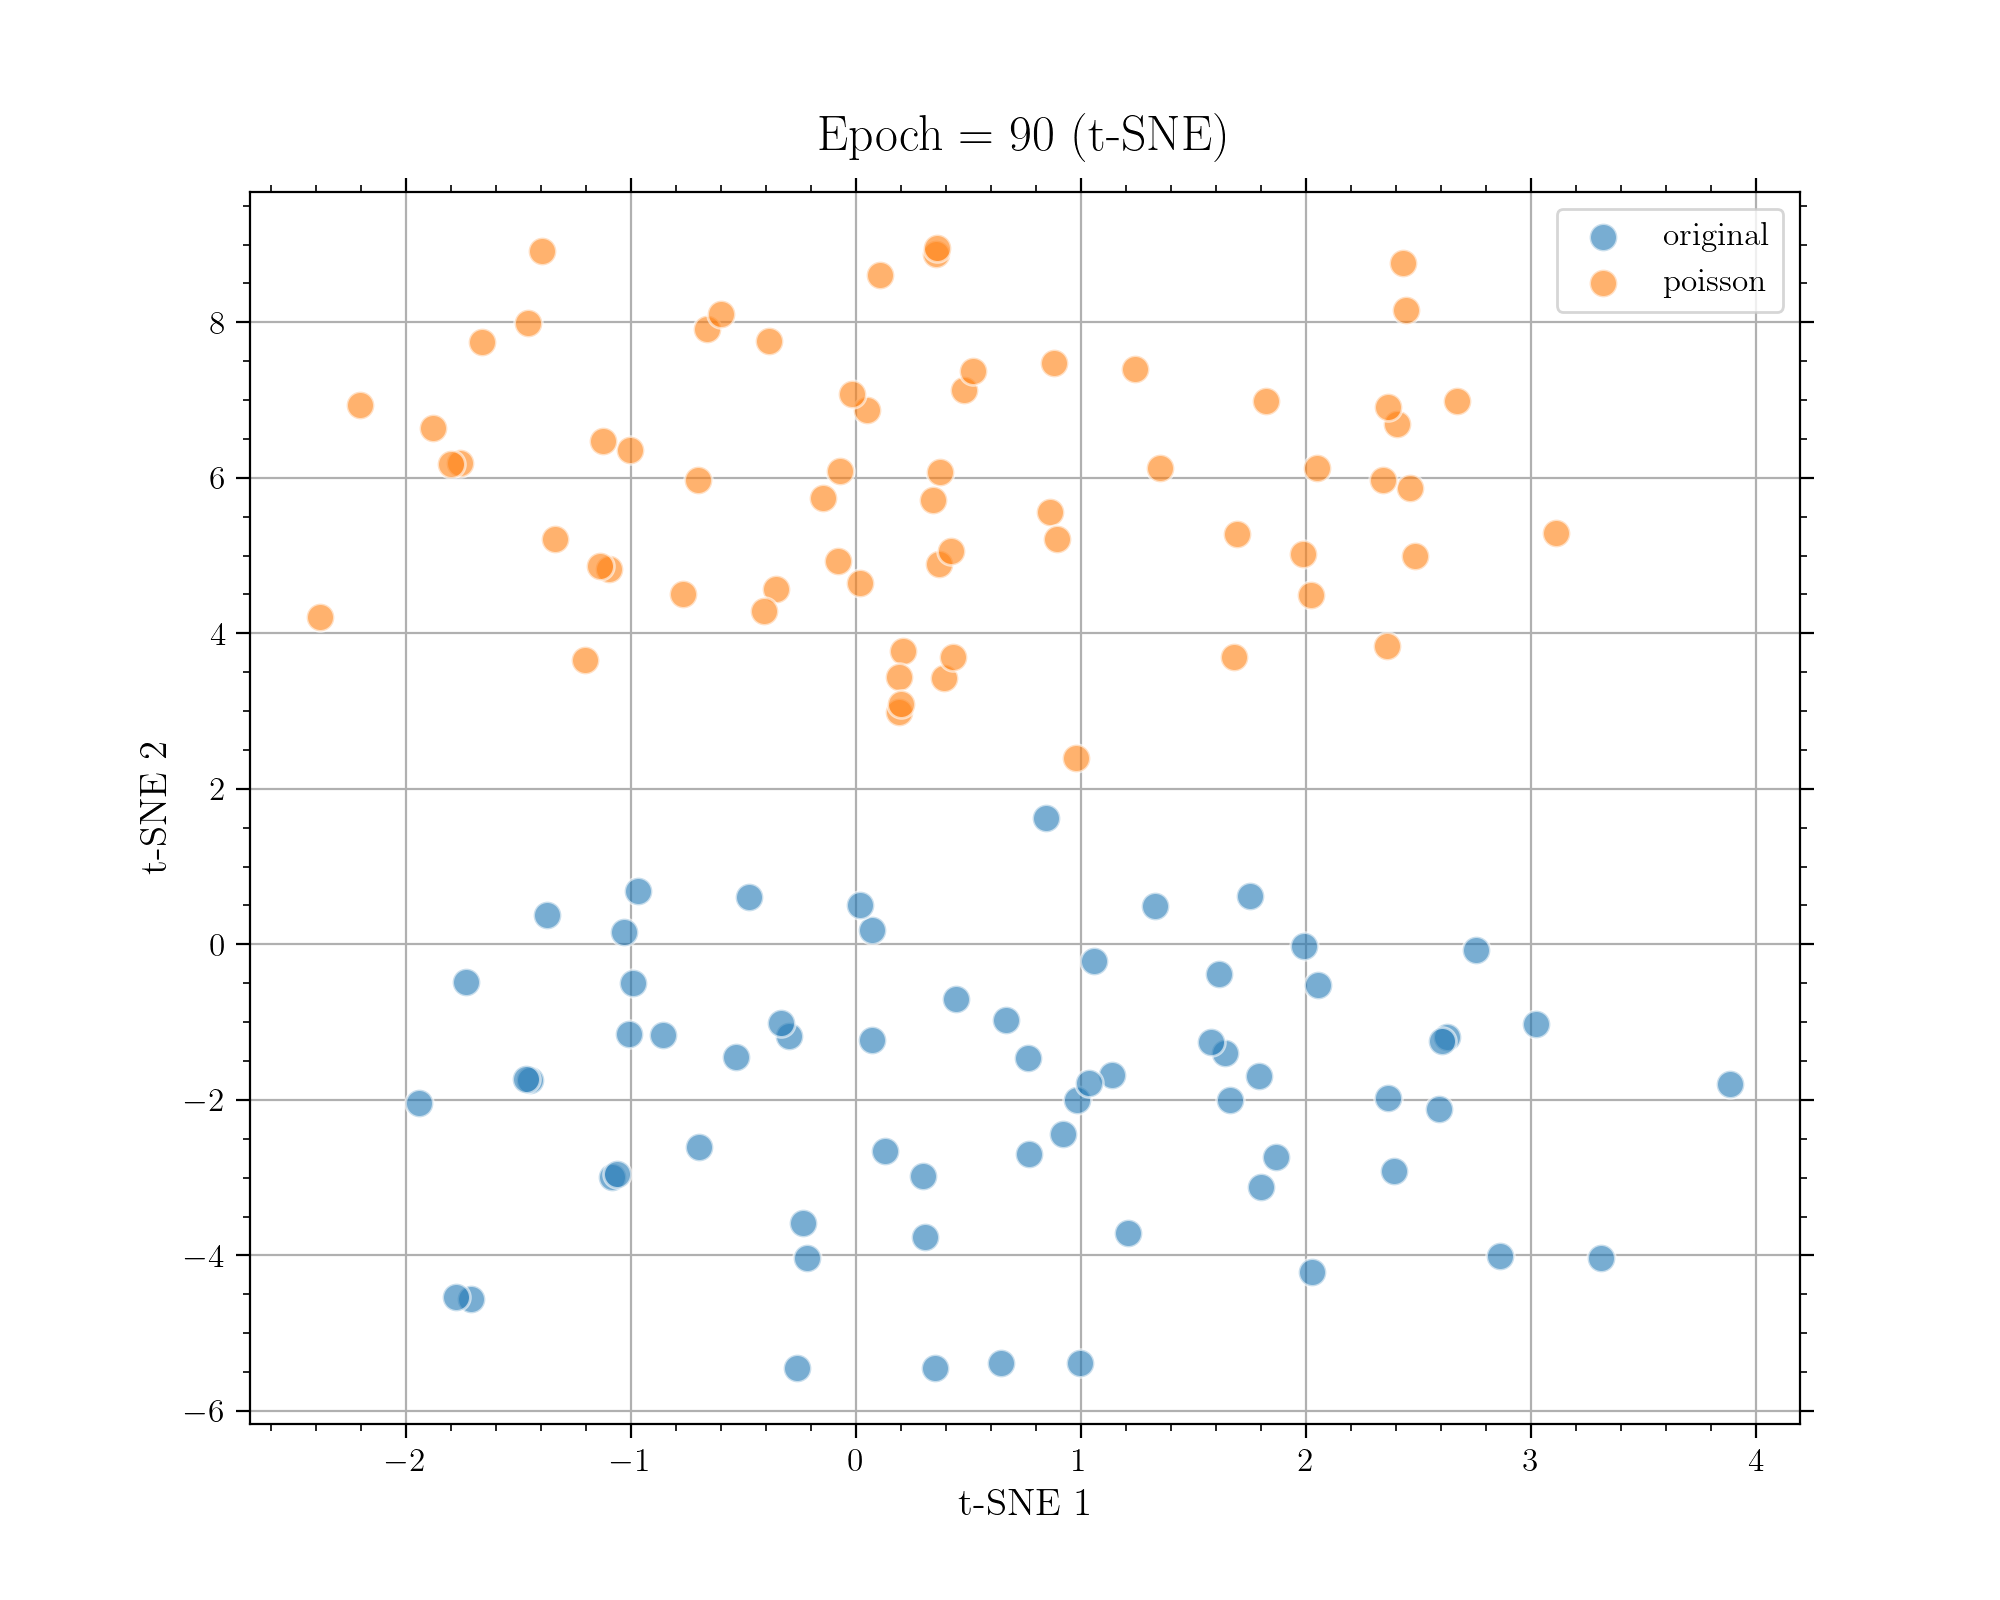 Epoch = 90 (t-SNE)
original
poisson
8
6
4
2
0
−2
−4
−6
t-SNE 2
−2 −1 0 1 2 3 4
t-SNE 1